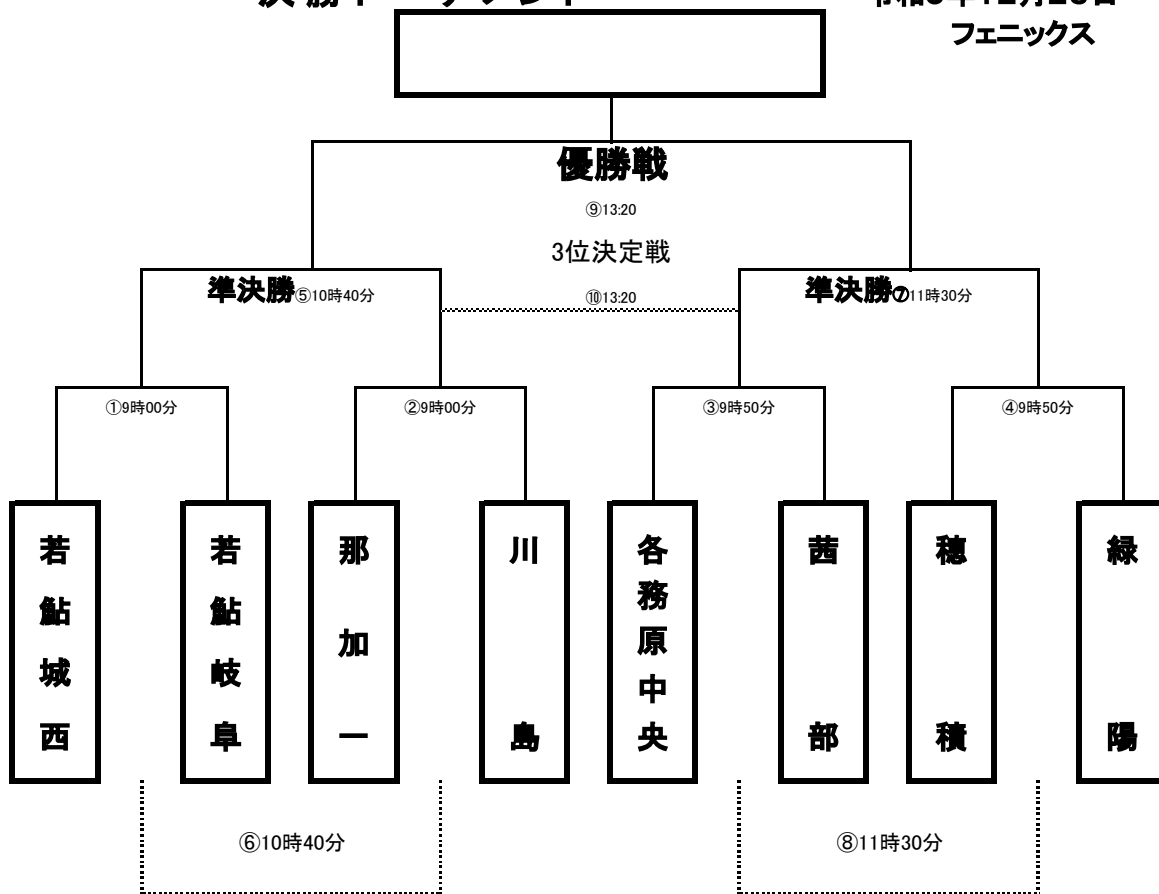 フェニックス
優勝戦
⑨13:20
3位決定戦
準決勝⑤10時40分
⑩13:20
準決勝⑦11時30分
①9時00分
②9時00分
③9時50分
④9時50分
若鮎城西
若鮎岐阜
那加一
川島
各務原中央
茜部
穂積
緑陽
⑥10時40分
⑧11時30分